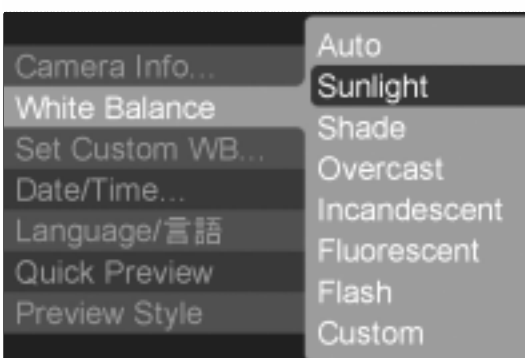 Camera Info...
White Balance
Set Custom WB...
Date/Time...
Language/言語
Quick Preview
Preview Style
Auto
Sunlight
Shade
Overcast
Incandescent
Fluorescent
Flash
Custom